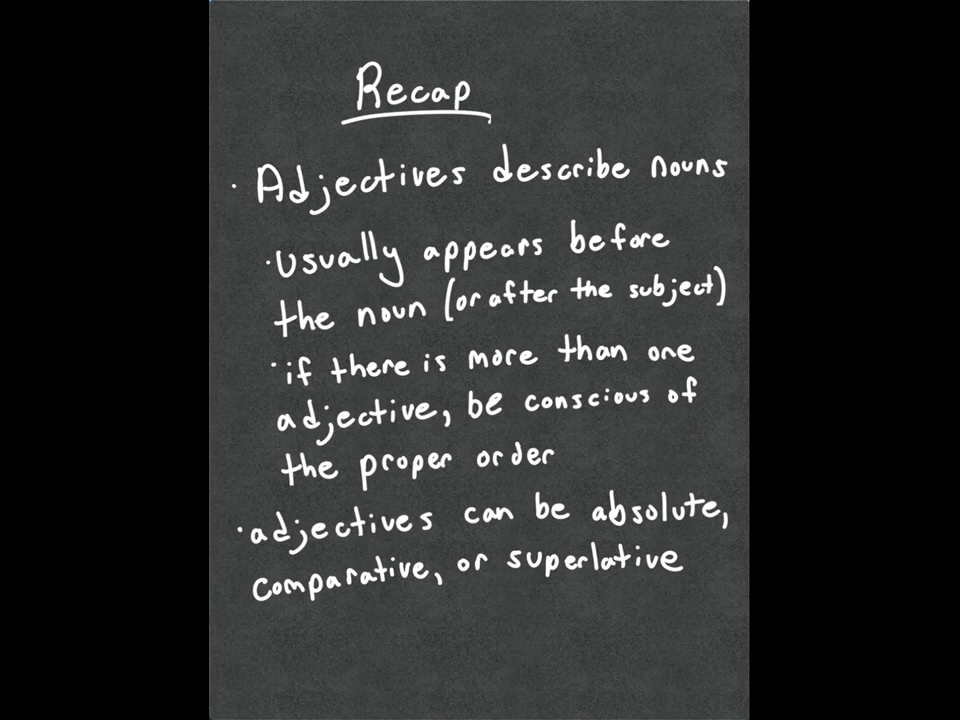 Recap
· Adjectives describe nouns
· Usually appears before
the noun (or after the subject)
· if there is more than one
adjective, be conscious of
the proper order
· adjectives can be absolute,
comparative, or superlative